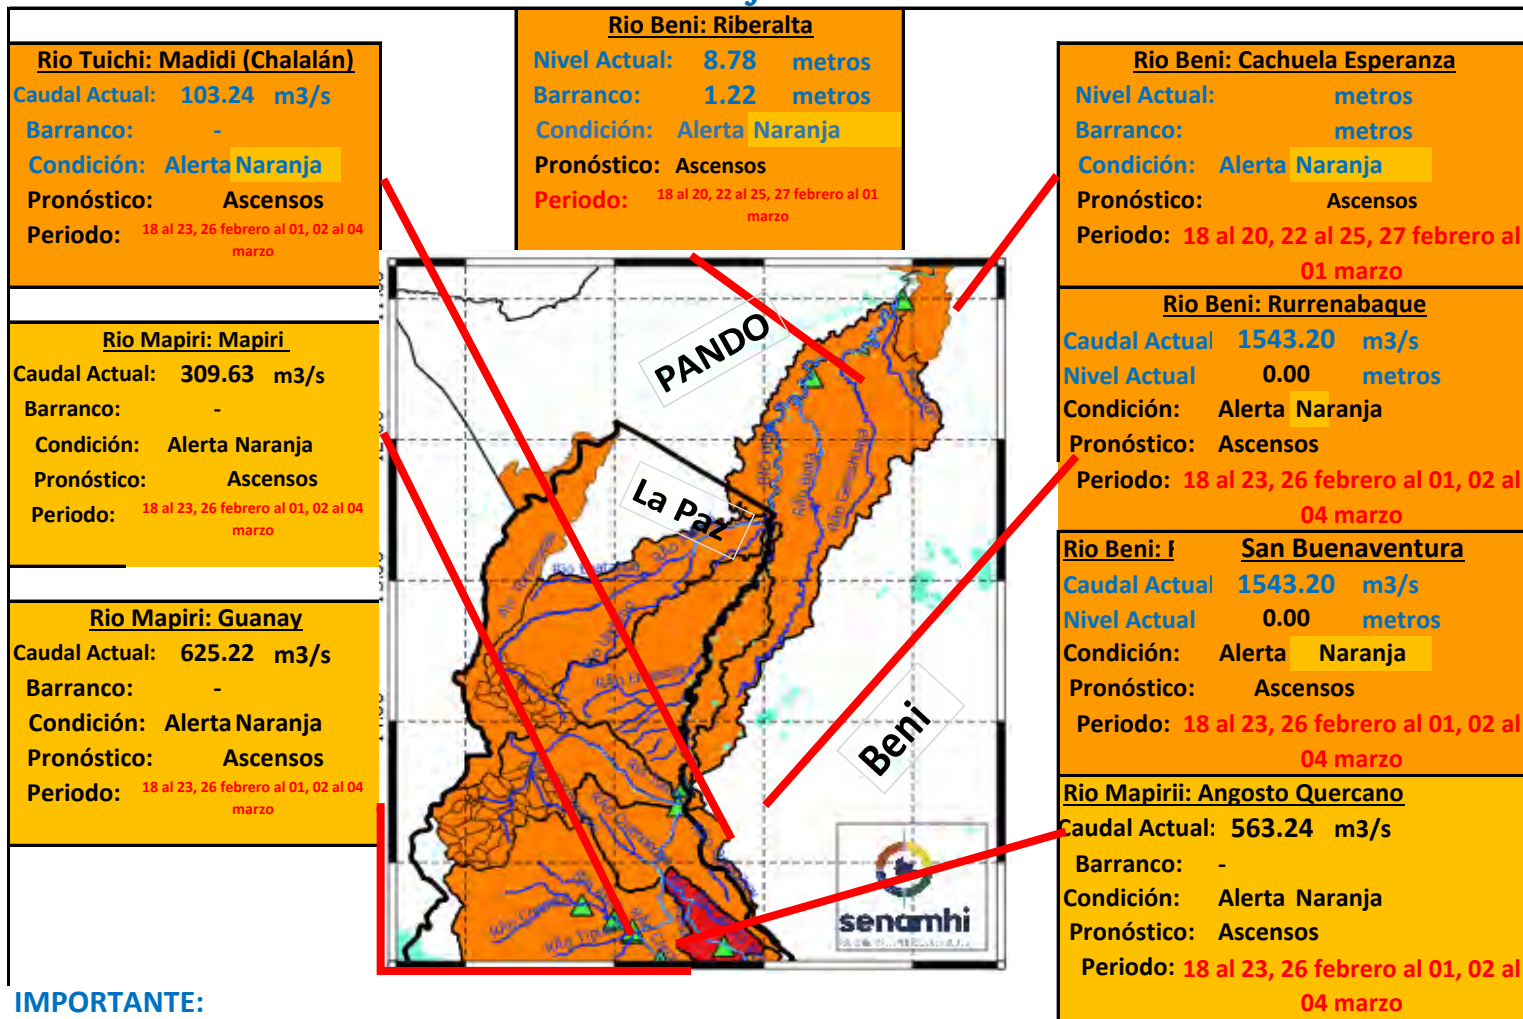 Rio Tuichi: Madidi (Chalalán)
Caudal Actual: 103.24 m3/s
Barranco: -
Condición: Alerta Naranja
Pronóstico: Ascensos
Periodo: 18 al 23, 26 febrero al 01, 02 al 04
marzo
Rio Mapiri: Mapiri
Caudal Actual: 309.63 m3/s
Barranco: -
Condición: Alerta Naranja
Pronóstico: Ascensos
Periodo: 18 al 23, 26 febrero al 01, 02 al 04
marzo
Rio Mapiri: Guanay
Caudal Actual: 625.22 m3/s
Barranco: -
Condición: Alerta Naranja
Pronóstico: Ascensos
Periodo: 18 al 23, 26 febrero al 01, 02 al 04
marzo
Rio Beni: Riberalta
Nivel Actual: 8.78 metros
Barranco: 1.22 metros
Condición: Alerta Naranja
Pronóstico: Ascensos
Periodo: 18 al 20, 22 al 25, 27 febrero al 01
marzo
PANDO
La Paz
Beni
senamhi
Rio Beni: Cachuela Esperanza
Nivel Actual: metros
Barranco: metros
Condición: Alerta Naranja
Pronóstico: Ascensos
Periodo: 18 al 20, 22 al 25, 27 febrero al
01 marzo
Rio Beni: Rurrenabaque
Caudal Actual 1543.20 m3/s
Nivel Actual 0.00 metros
Condición: Alerta Naranja
Pronóstico: Ascensos
Periodo: 18 al 23, 26 febrero al 01, 02 al
04 marzo
Rio Beni: San Buenaventura
Caudal Actual 1543.20 m3/s
Nivel Actual 0.00 metros
Condición: Alerta Naranja
Pronóstico: Ascensos
Periodo: 18 al 23, 26 febrero al 01, 02 al
04 marzo
Rio Mapirii: Angosto Quercano
Caudal Actual: 563.24 m3/s
Barranco: -
Condición: Alerta Naranja
Pronóstico: Ascensos
Periodo: 18 al 23, 26 febrero al 01, 02 al
04 marzo
IMPORTANTE: